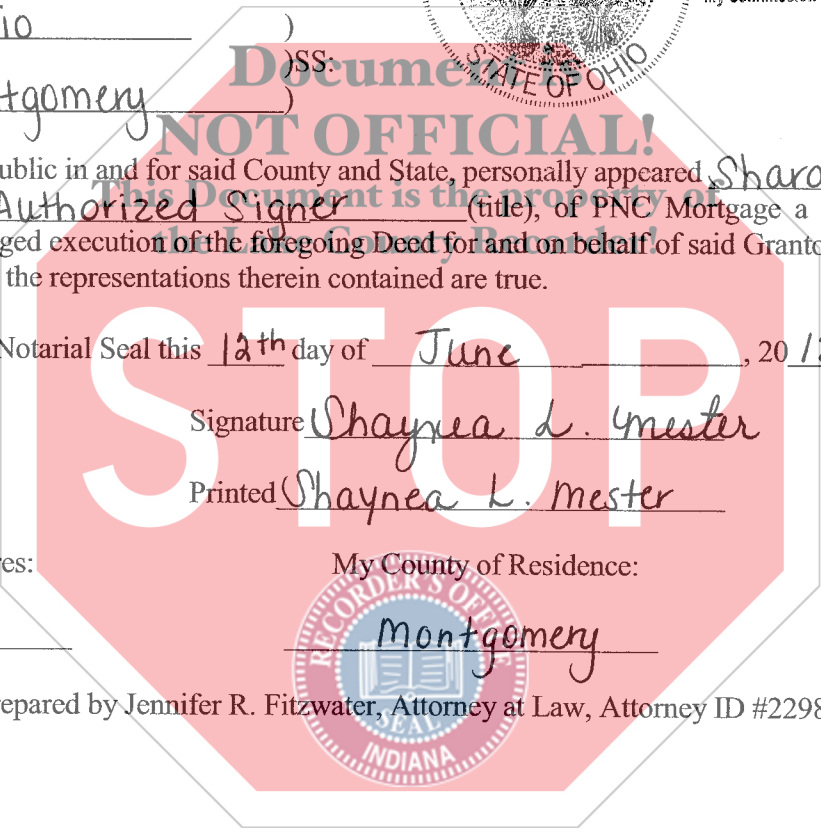 io )
)SS:
tgomery )
STATE OF OHIO
Document is
NOT OFFICIAL!
This Document is the property of
the Lake County Recorder!
ublic in and for said County and State, personally appeared Sharo
Authorized Signer (title), of PNC Mortgage a
ged execution of the foregoing Deed for and on behalf of said Granto
the representations therein contained are true.
STOP
Notarial Seal this 12th day of June , 20 12
Signature Shaynea L. Mester
Printed Shaynea L. Mester
es: My County of Residence:
Montgomery
RECORDER'S OFFICE
SEAL
INDIANA
repared by Jennifer R. Fitzwater, Attorney at Law, Attorney ID #2298